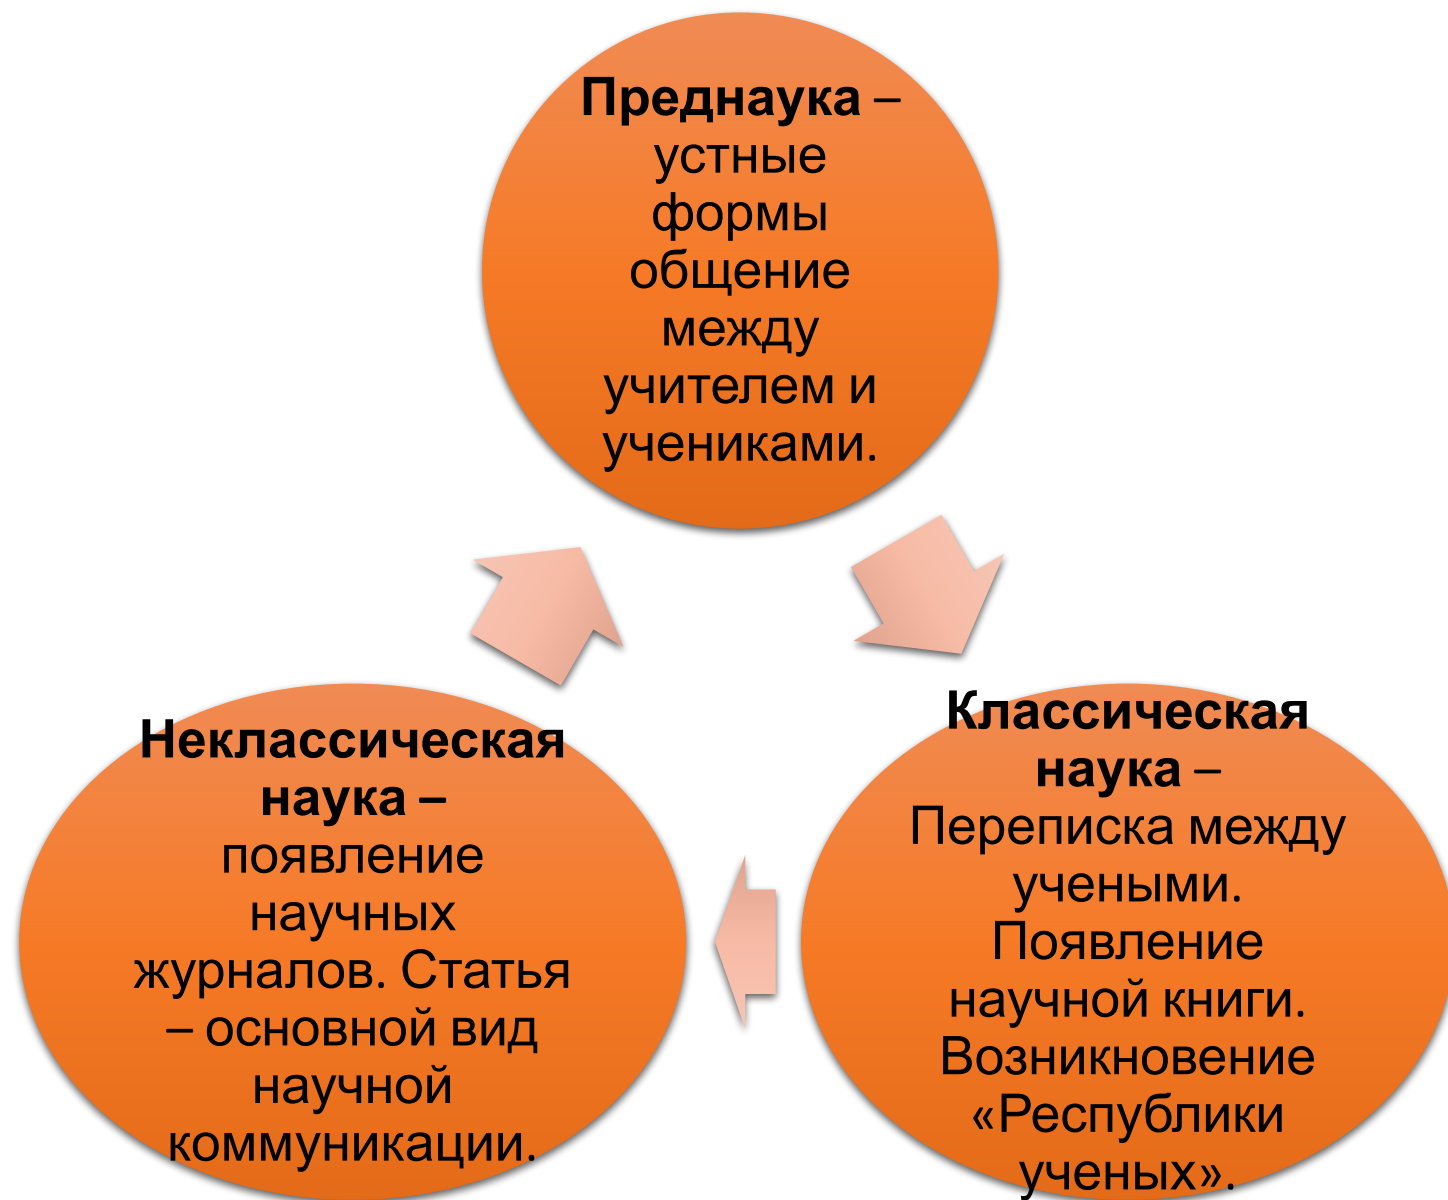 Преднаука –
устные
формы
общение
между
учителем и
учениками.
Классическая
наука –
Переписка между
учеными.
Появление
научной книги.
Возникновение
«Республики
ученых».
Неклассическая
наука –
появление
научных
журналов. Статья
– основной вид
научной
коммуникации.